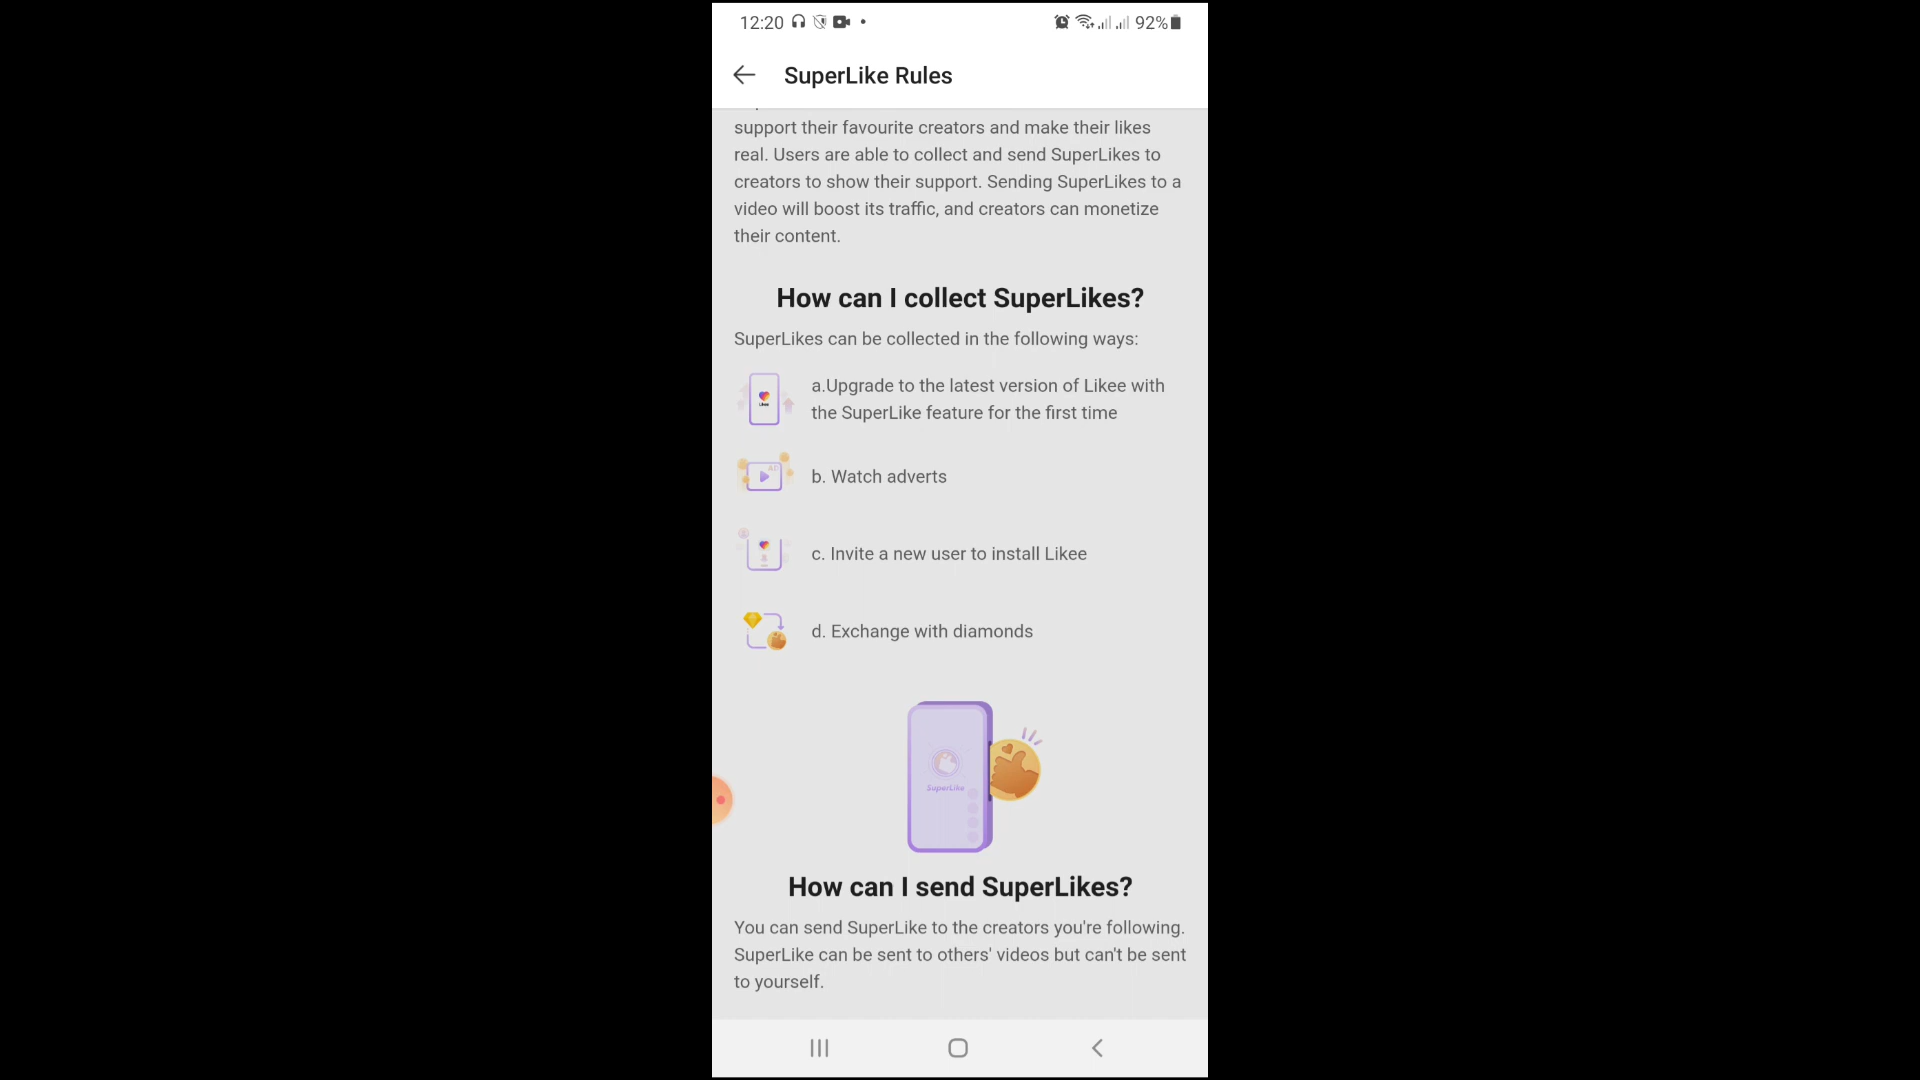 12:20
92%
SuperLike Rules
support their favourite creators and make their likes
real. Users are able to collect and send SuperLikes to
creators to show their support. Sending SuperLikes to a
video will boost its traffic, and creators can monetize
their content.
How can I collect SuperLikes?
SuperLikes can be collected in the following ways:
a.Upgrade to the latest version of Likee with
the SuperLike feature for the first time
b. Watch adverts
c. Invite a new user to install Likee
d. Exchange with diamonds
SuperLike
How can I send SuperLikes?
You can send SuperLike to the creators you're following.
SuperLike can be sent to others' videos but can't be sent
to yourself.